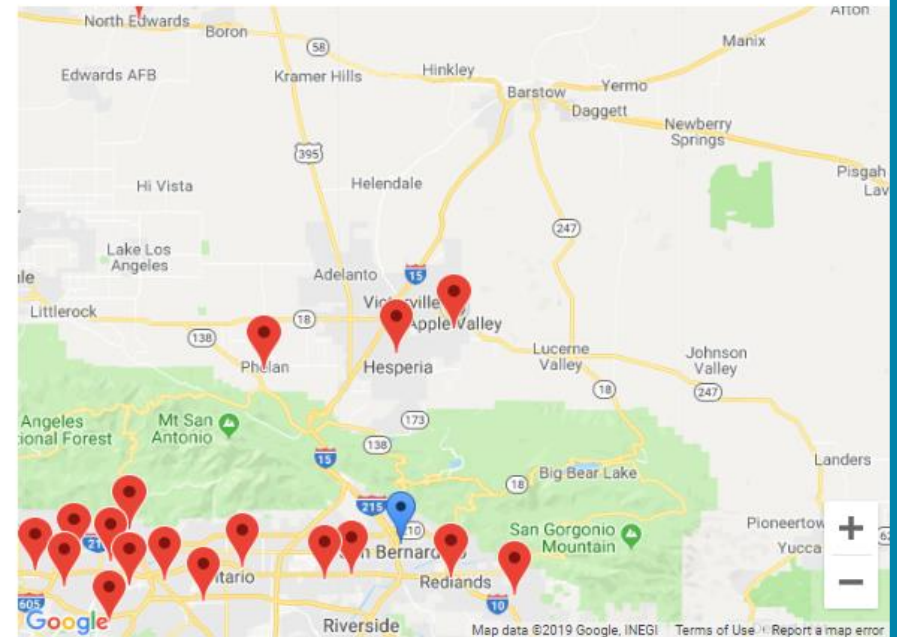 North Edwards
Boron
Afton
58
Manix
Edwards AFB
Kramer Hills
Hinkley
Barstow
Yermo
Daggett
Newberry
Springs
395
Pisgah
Lav
Hi Vista
Helendale
247
Lake Los
Angeles
Adelanto
15
Littlerock
18
138
Apple Valley
Phelan
Hesperia
Lucerne
Valley
Johnson
Valley
18
247
Angeles
ional Forest
Mt San
Antonio
173
138
15
Landers
18
Big Bear Lake
215
210
San Gorgonio
Mountain
Pioneertow
Yucca
+
−
Redlands
10
605
Google
Riverside
Map data ©2019 Google, INEGI
Terms of Use
Report a map error